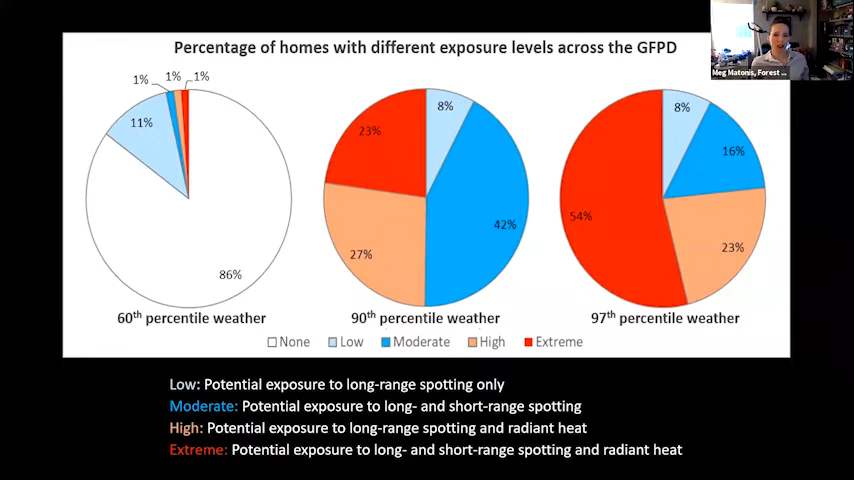 Percentage of homes with different exposure levels across the GFPD
Meg Matonis, Forest ...
1%
1%
1%
11%
86%
8%
23%
42%
27%
8%
16%
54%
23%
60th percentile weather
90th percentile weather
97th percentile weather
None Low Moderate High Extreme
Low: Potential exposure to long-range spotting only
Moderate: Potential exposure to long- and short-range spotting
High: Potential exposure to long-range spotting and radiant heat
Extreme: Potential exposure to long- and short-range spotting and radiant heat